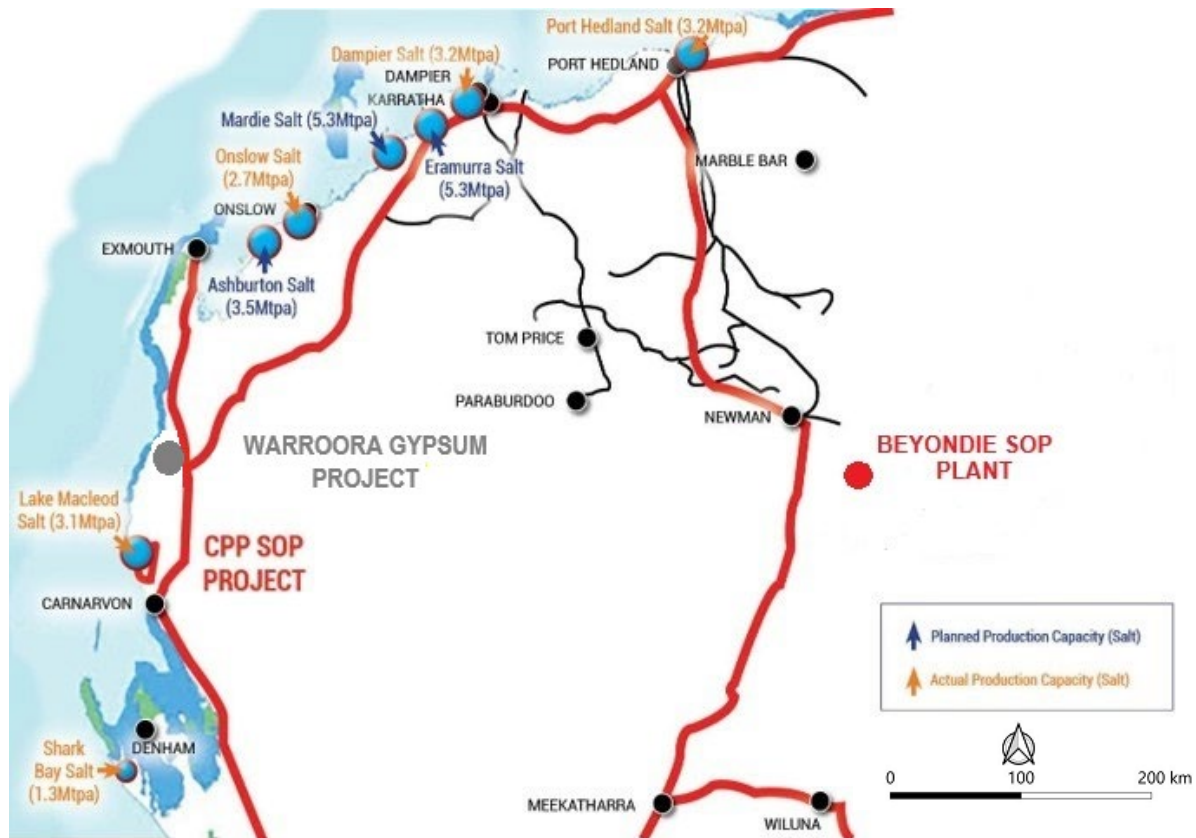 Port Hedland Salt (3.2Mtpa)
Dampier Salt (3.2Mtpa)
PORT HEDLAND
DAMPIER
KARRATHA
Mardie Salt (5.3Mtpa)
Onslow Salt
(2.7Mtpa)
Eramurra Salt
(5.3Mtpa)
MARBLE BAR
ONSLOW
EXMOUTH
Ashburton Salt
(3.5Mtpa)
TOM PRICE
PARABURDOO
NEWMAN
WARROORA GYPSUM
PROJECT
BEYONDIE SOP
PLANT
Lake Macleod
Salt (3.1Mtpa)
CPP SOP
PROJECT
CARNARVON
Planned Production Capacity (Salt)
Actual Production Capacity (Salt)
DENHAM
Shark
Bay Salt
(1.3Mtpa)
0 100 200 km
MEEKATHARRA
WILUNA